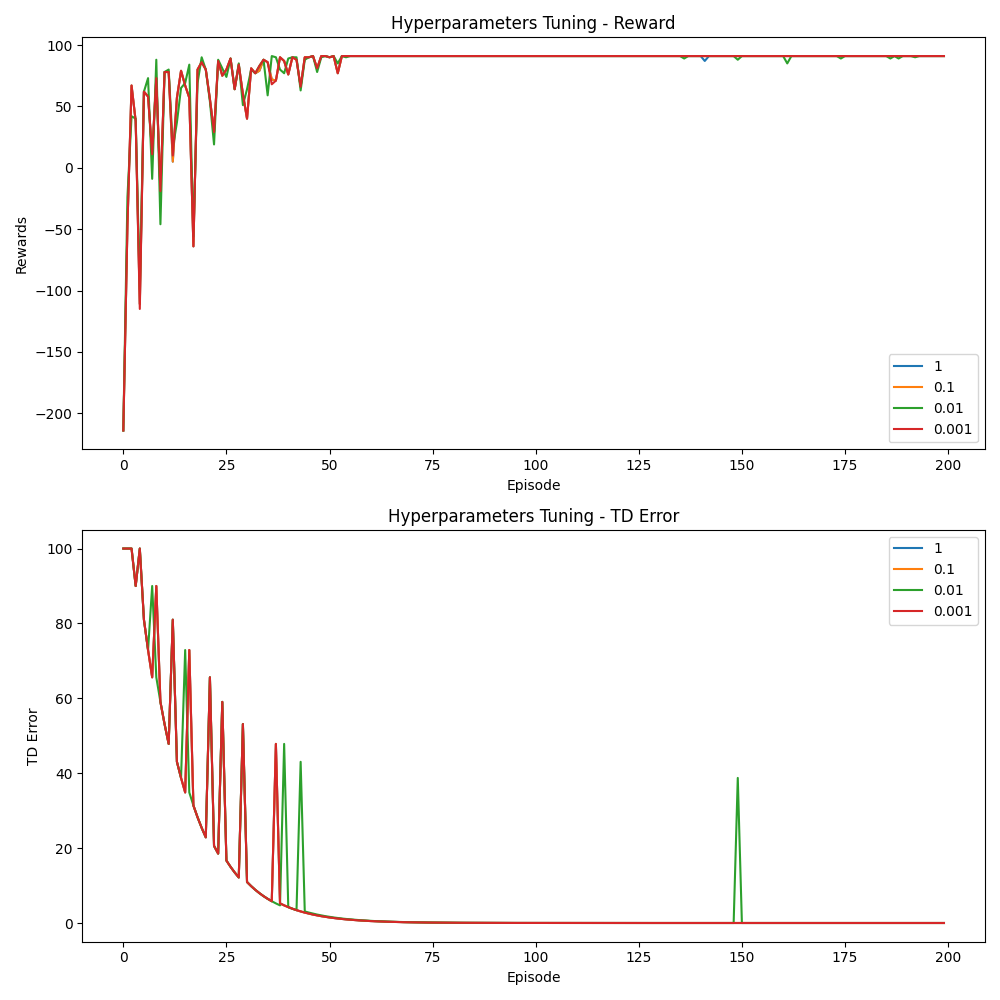 Hyperparameters Tuning - Reward
Rewards
100
50
0
−50
−100
−150
−200
0 25 50 75 100 125 150 175 200
Episode
1
0.1
0.01
0.001
Hyperparameters Tuning - TD Error
TD Error
100
80
60
40
20
0
0 25 50 75 100 125 150 175 200
Episode
1
0.1
0.01
0.001